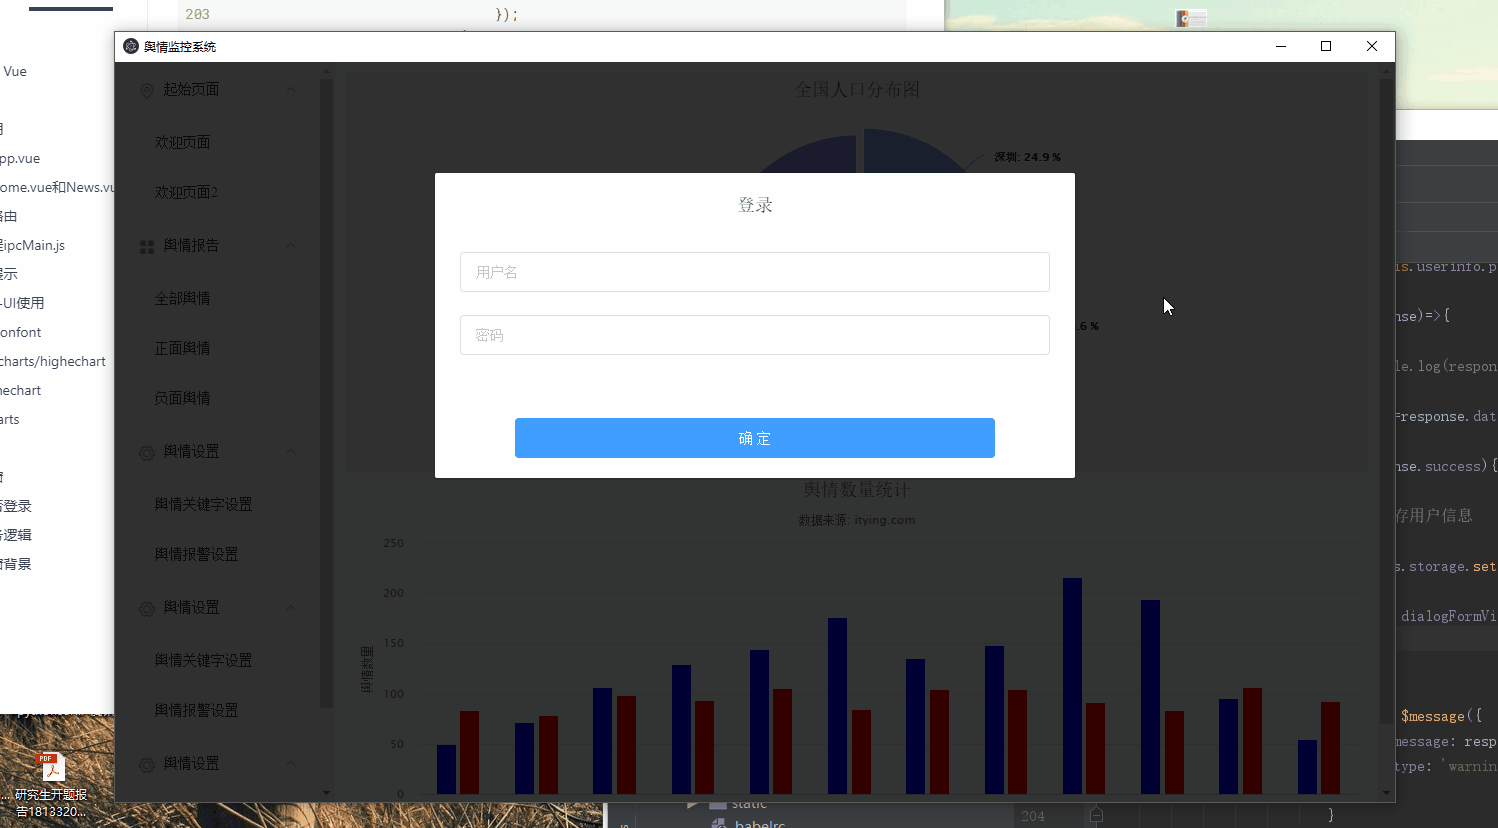 203
});
Vue
pp.vue
ome.vue和News.vu
由
ipcMain.js
示
-UI使用
onfont
charts/highechart
hechart
arts
登录
逻辑
背景
舆情监控系统
起始页面
欢迎页面
欢迎页面2
舆情报告
全部舆情
正面舆情
负面舆情
舆情设置
舆情关键字设置
舆情报警设置
舆情设置
舆情关键字设置
舆情报警设置
舆情设置
全国人口分布图
深圳: 24.9 %
.6 %
登录
用户名
密码
确 定
舆情数量统计
数据来源: itying.com
舆情数量
250
200
150
100
50
0
is.userinfo.p
nse)=>{
le.log(respon
=response.dat
nse.success){
存用户信息
s.storage.set
dialogFormVi
$message({
message: resp
type: 'warnin
}
204
static
babelrc
PDF
研究生开题报
告1813320...